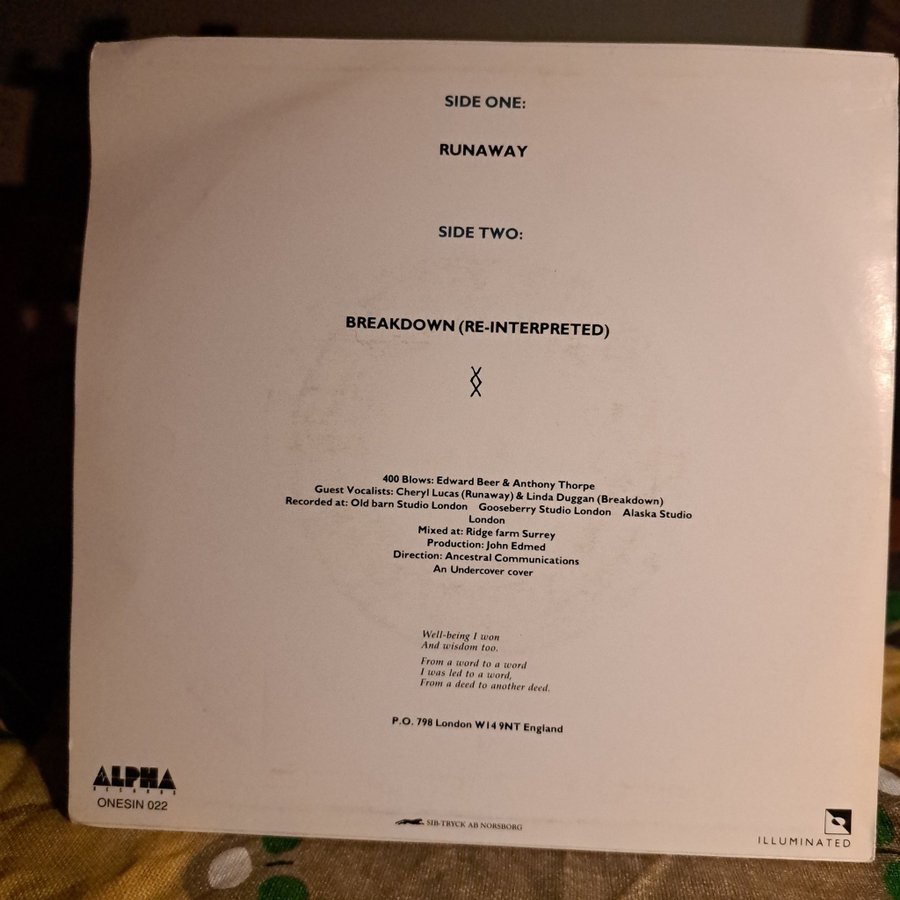 SIDE ONE:
RUNAWAY
SIDE TWO:
BREAKDOWN (RE-INTERPRETED)
400 Blows: Edward Beer & Anthony Thorpe
Guest Vocalists: Cheryl Lucas (Runaway) & Linda Duggan (Breakdown)
Recorded at: Old barn Studio London Gooseberry Studio London Alaska Studio
London
Mixed at: Ridge farm Surrey
Production: John Edmed
Direction: Ancestral Communications
An Undercover cover
Well-being I won
And wisdom too.
From a word to a word
I was led to a word,
From a deed to another deed.
P.O. 798 London W14 9NT England
ALPHA
RECORDS
ONESIN 022
SIB-TRYCK AB NORSBORG
ILLUMINATED